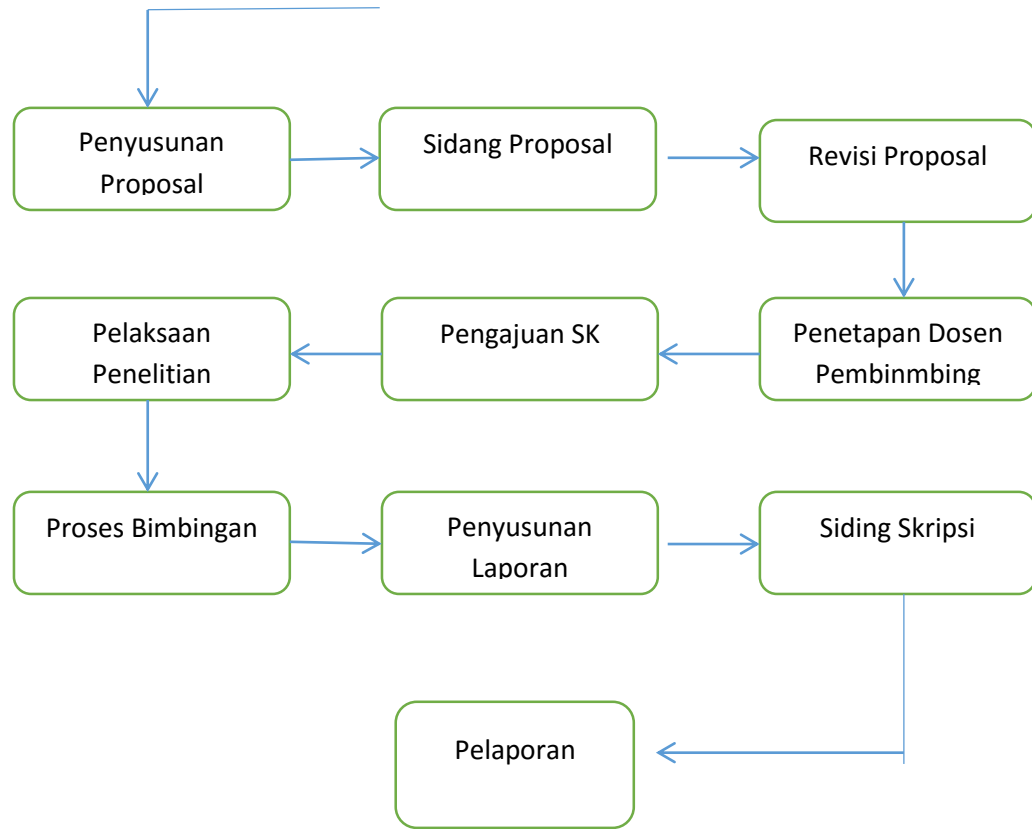 Penyusunan
Proposal
Sidang Proposal
Revisi Proposal
Penetapan Dosen
Pembinmbing
Pengajuan SK
Pelaksaan
Penelitian
Proses Bimbingan
Penyusunan
Laporan
Siding Skripsi
Pelaporan